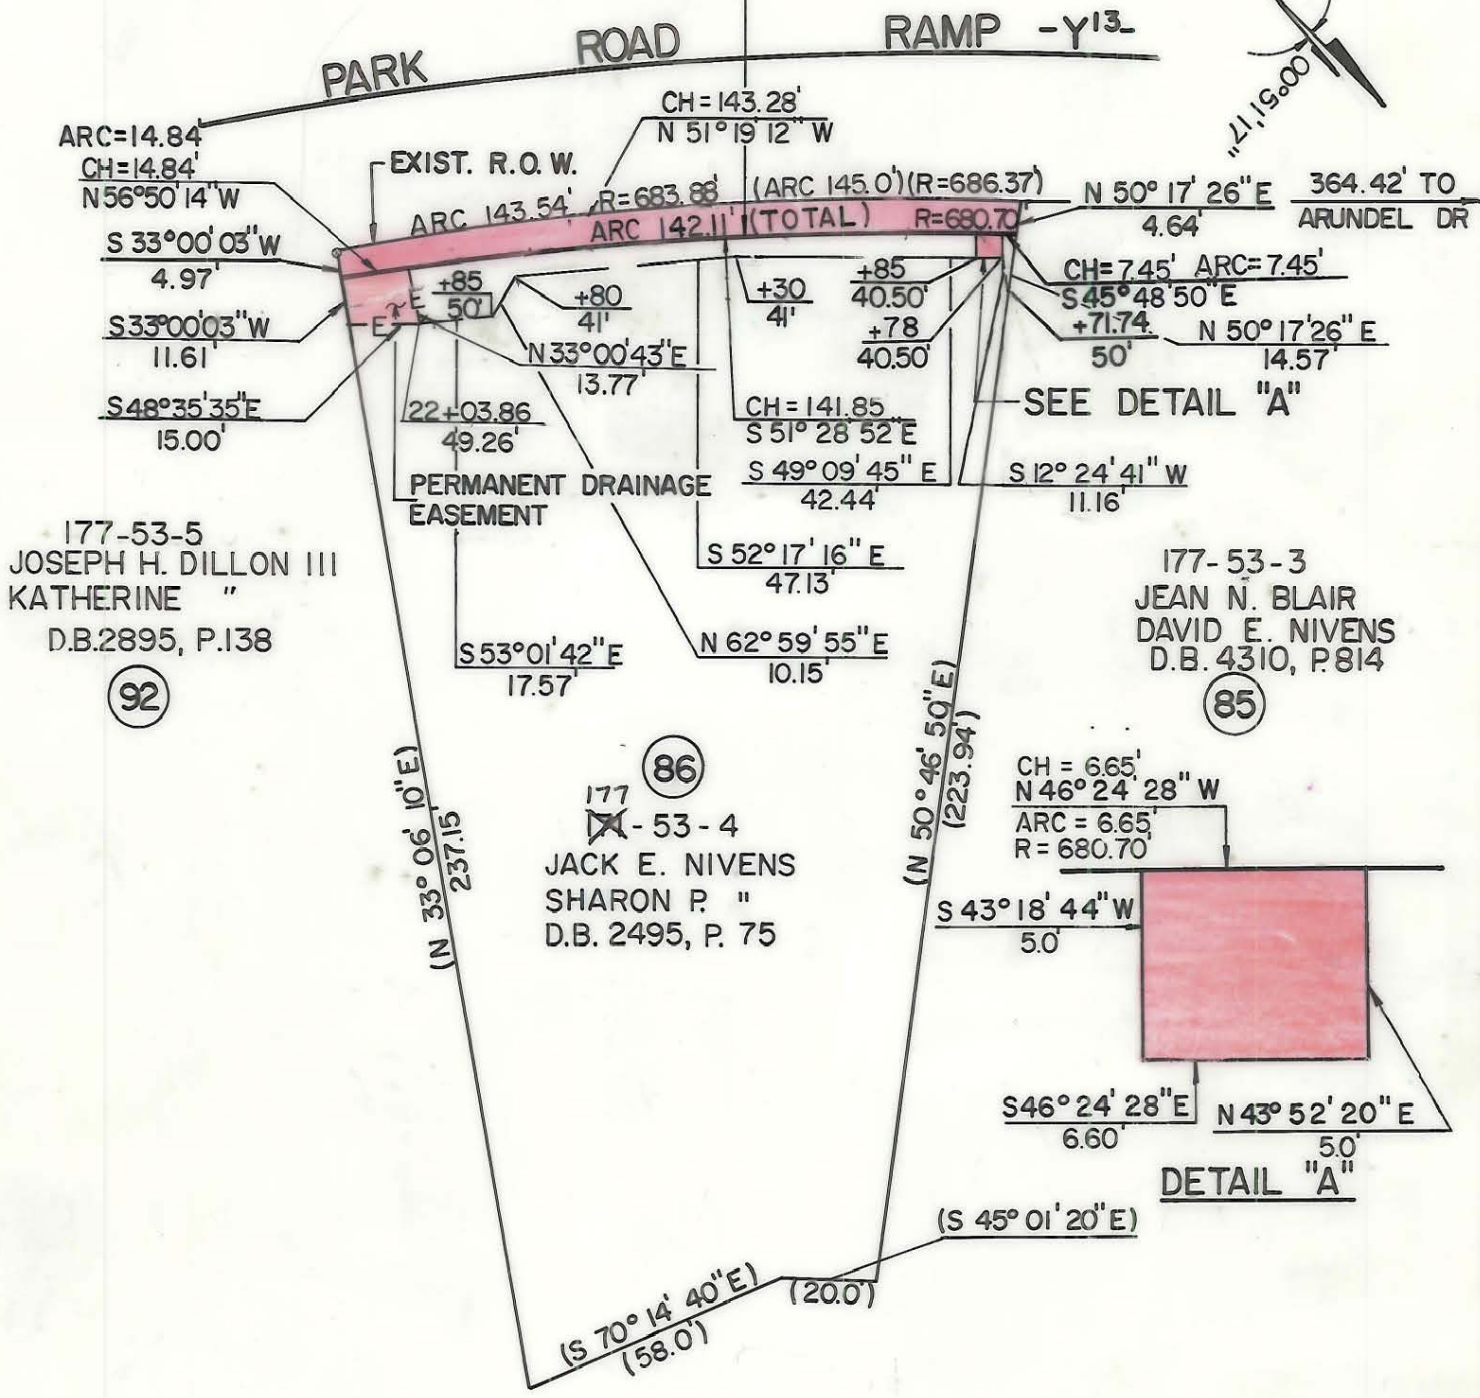 PARK ROAD RAMP -Y13-
00°51'17"
ARC=14.84'
CH=14.84'
N56°50'14"W
EXIST. R.O.W.
CH=143.28'
N 51°19'12" W
ARC 143.54'
R=683.88'
(ARC 145.0')(R=686.37')
ARC 142.11'
(TOTAL)
R=680.70'
N 50°17'26"E
4.64'
364.42' TO
ARUNDEL DR
S 33°00'03"W
4.97'
S33°00'03"W
11.61'
S48°35'35"E
15.00'
E
E
+85
50'
+80
41'
+30
41'
+85
40.50'
+78
40.50'
CH=7.45' ARC=7.45'
S45°48'50"E
+71.74
50'
N 50°17'26" E
14.57'
N33°00'43"E
13.77'
22+03.86
49.26'
CH=141.85
S 51°28'52"E
SEE DETAIL "A"
S 49°09'45" E
42.44'
S 12°24'41" W
11.16'
PERMANENT DRAINAGE
EASEMENT
S 52°17'16" E
47.13'
S53°01'42"E
17.57'
N 62°59'55"E
10.15'
177-53-5
JOSEPH H. DILLON III
KATHERINE "
D.B.2895, P.138
92
177-53-3
JEAN N. BLAIR
DAVID E. NIVENS
D.B. 4310, P.814
85
(N 33°06'10"E)
237.15'
(N 50°46'50"E)
(223.94')
86
177
-53-4
JACK E. NIVENS
SHARON P. "
D.B. 2495, P. 75
CH = 6.65'
N46°24'28" W
ARC = 6.65'
R = 680.70'
S 43°18'44"W
5.0'
S46°24'28"E
6.60'
N43°52'20"E
5.0'
DETAIL "A"
(S 45°01'20"E)
(20.0')
(S 70°14'40"E)
(58.0')